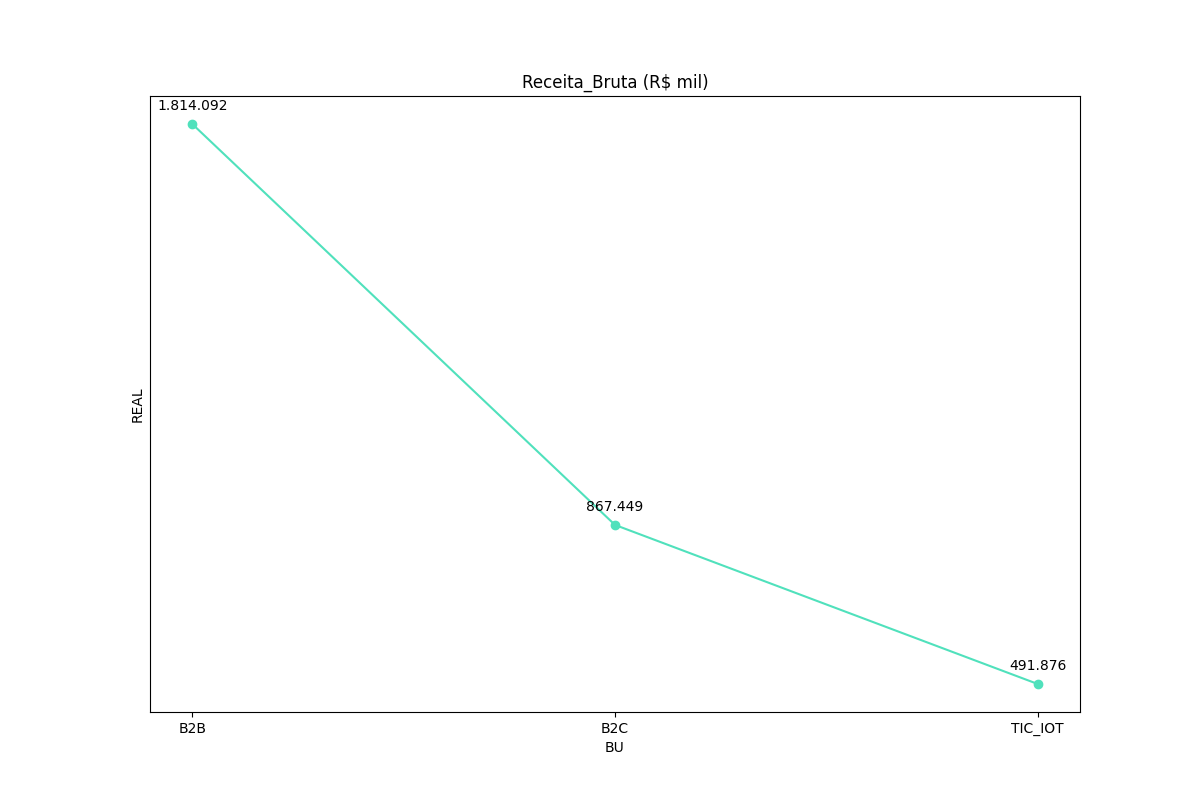 Receita_Bruta (R$ mil)
1.814.092
867.449
491.876
REAL
B2B
B2C
TIC_IOT
BU